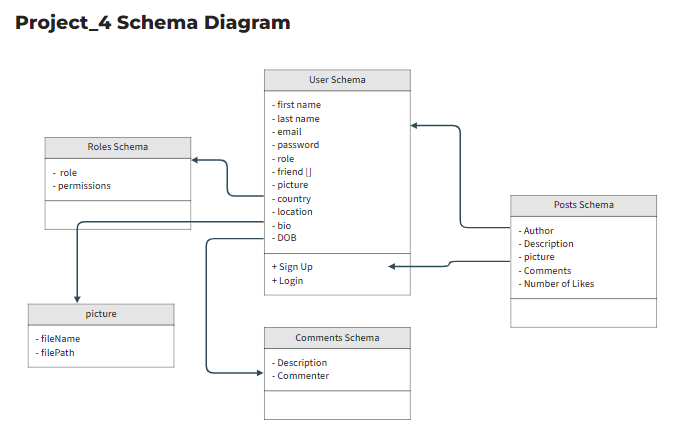 Project_4 Schema Diagram
User Schema
- first name
- last name
- email
- password
- role
- friend []
- picture
- country
- location
- bio
- DOB
+ Sign Up
+ Login
Roles Schema
- role
- permissions
Posts Schema
- Author
- Description
- picture
- Comments
- Number of Likes
picture
- fileName
- filePath
Comments Schema
- Description
- Commenter